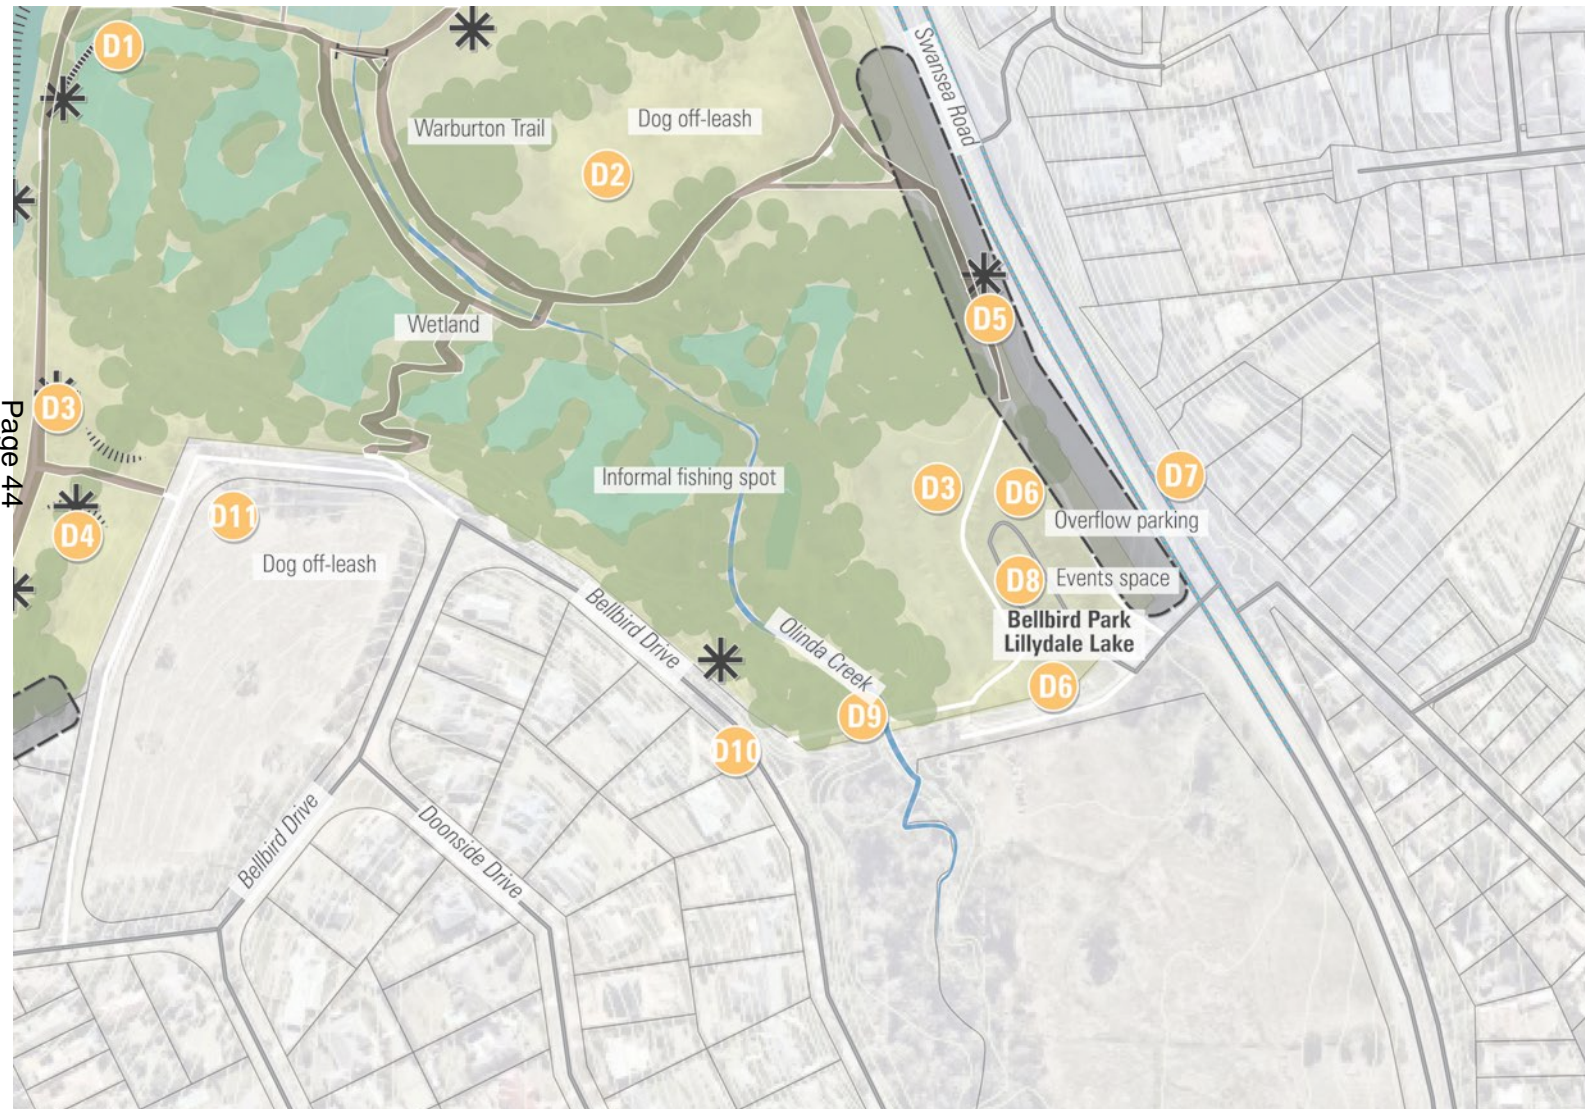 Swansea Road
D1
Warburton Trail
Dog off-leash
D2
D5
Wetland
D3
Page 44
D4
D11
Dog off-leash
Informal fishing spot
D3
D6
D7
Overflow parking
D8
Events space
Bellbird Park
Lillydale Lake
D6
Bellbird Drive
Olinda Creek
D9
D10
Bellbird Drive
Doonside Drive